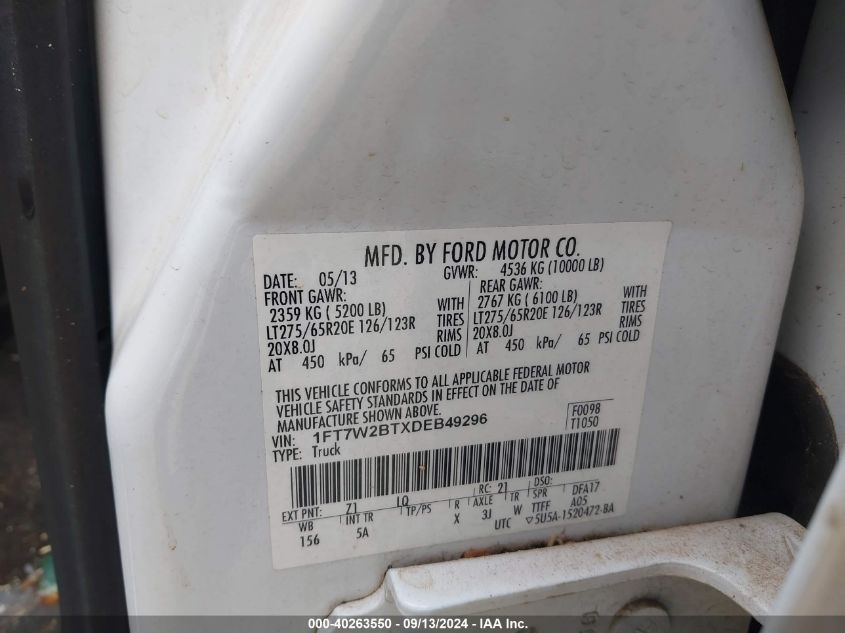 MFD. BY FORD MOTOR CO.
DATE: 05/13 GVWR: 4536 KG (10000 LB)
FRONT GAWR: REAR GAWR:
2359 KG ( 5200 LB) WITH 2767 KG ( 6100 LB) WITH
LT275/65R20E 126/123R TIRES LT275/65R20E 126/123R TIRES
20X8.0J RIMS 20X8.0J RIMS
AT 450 kPa/ 65 PSI COLD AT 450 kPa/ 65 PSI COLD
THIS VEHICLE CONFORMS TO ALL APPLICABLE FEDERAL MOTOR
VEHICLE SAFETY STANDARDS IN EFFECT ON THE DATE OF
MANUFACTURE SHOWN ABOVE.
VIN: 1FT7W2BTXDEB49296 F0098
TYPE: Truck T1050
EXT PNT: Z1 RC: 21 DSO:
WB INT TR TP/PS R AXLE TR SPR DFA17
156 5A X 3J W TTFF A05
UTC ▽5U5A-1520472-BA
000-40263550 - 09/13/2024 - IAA Inc.